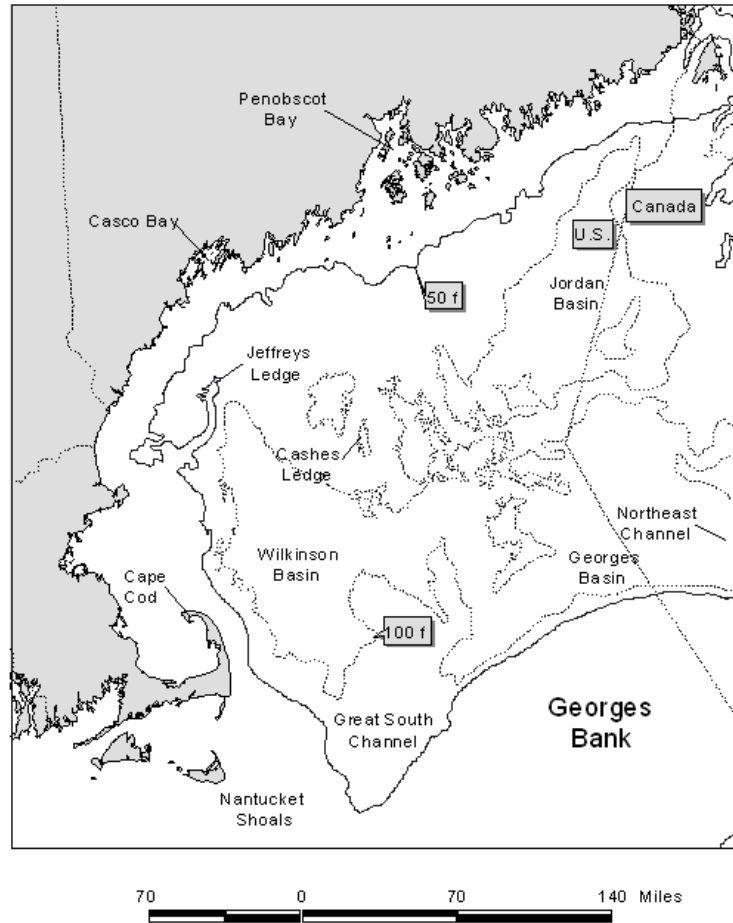 Penobscot
Bay
Canada
Casco Bay
U.S.
Jordan
Basin
50 f
Jeffreys
Ledge
Cashes
Ledge
Northeast
Channel
Wilkinson
Basin
Georges
Basin
Cape
Cod
100 f
Georges
Bank
Great South
Channel
Nantucket
Shoals
70 0 70 140 Miles